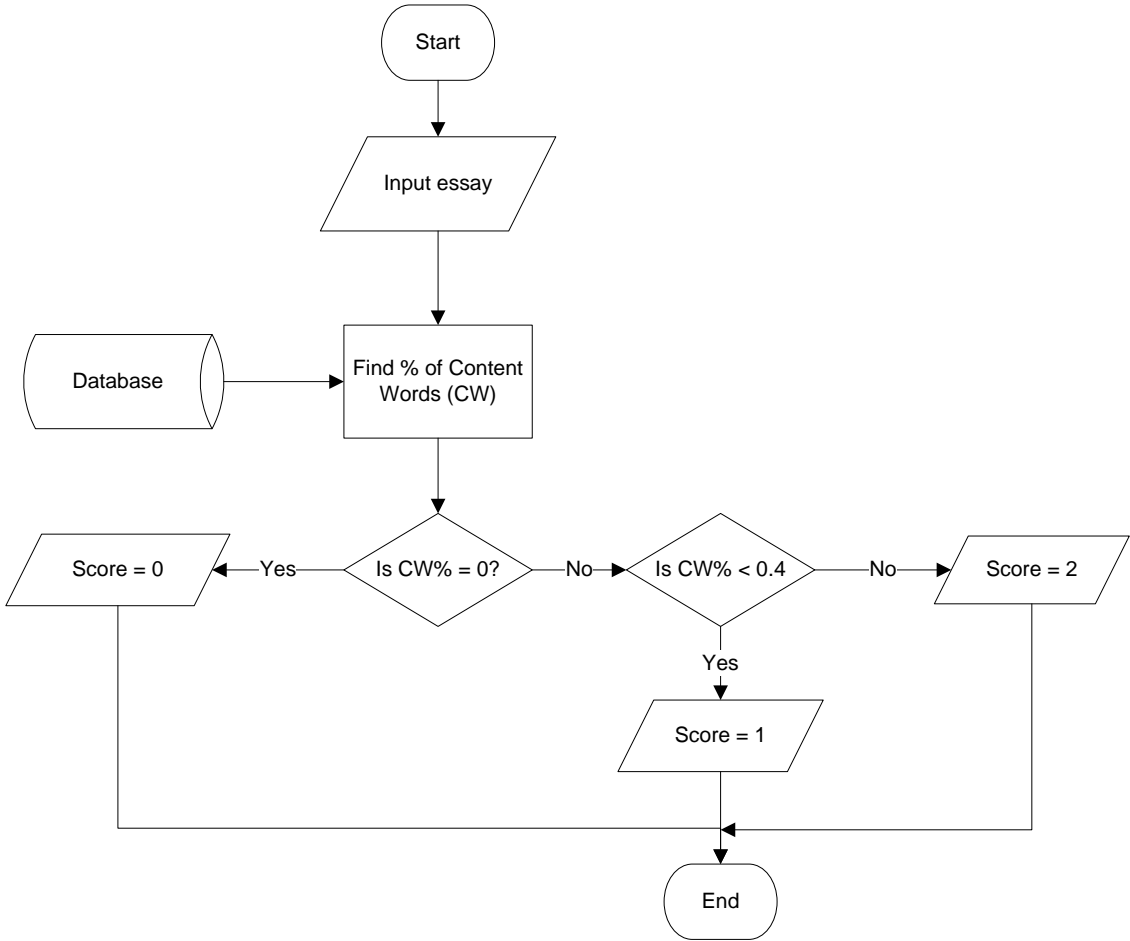 Start
Input essay
Database
Find % of Content
Words (CW)
Score = 0
Yes
Is CW% = 0?
No
Is CW% < 0.4
No
Score = 2
Yes
Score = 1
End